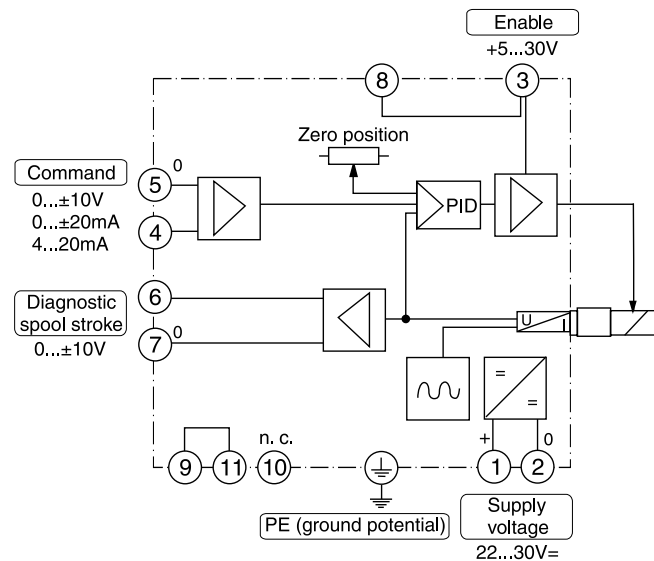 Enable
+5...30V
8
3
Zero position
Command
0...±10V
0...±20mA
4...20mA
0
5
4
PID
Diagnostic
spool stroke
0...±10V
6
7
0
U
I
=
=
+
0
n. c.
9
11
10
1
2
PE (ground potential)
Supply
voltage
22...30V=